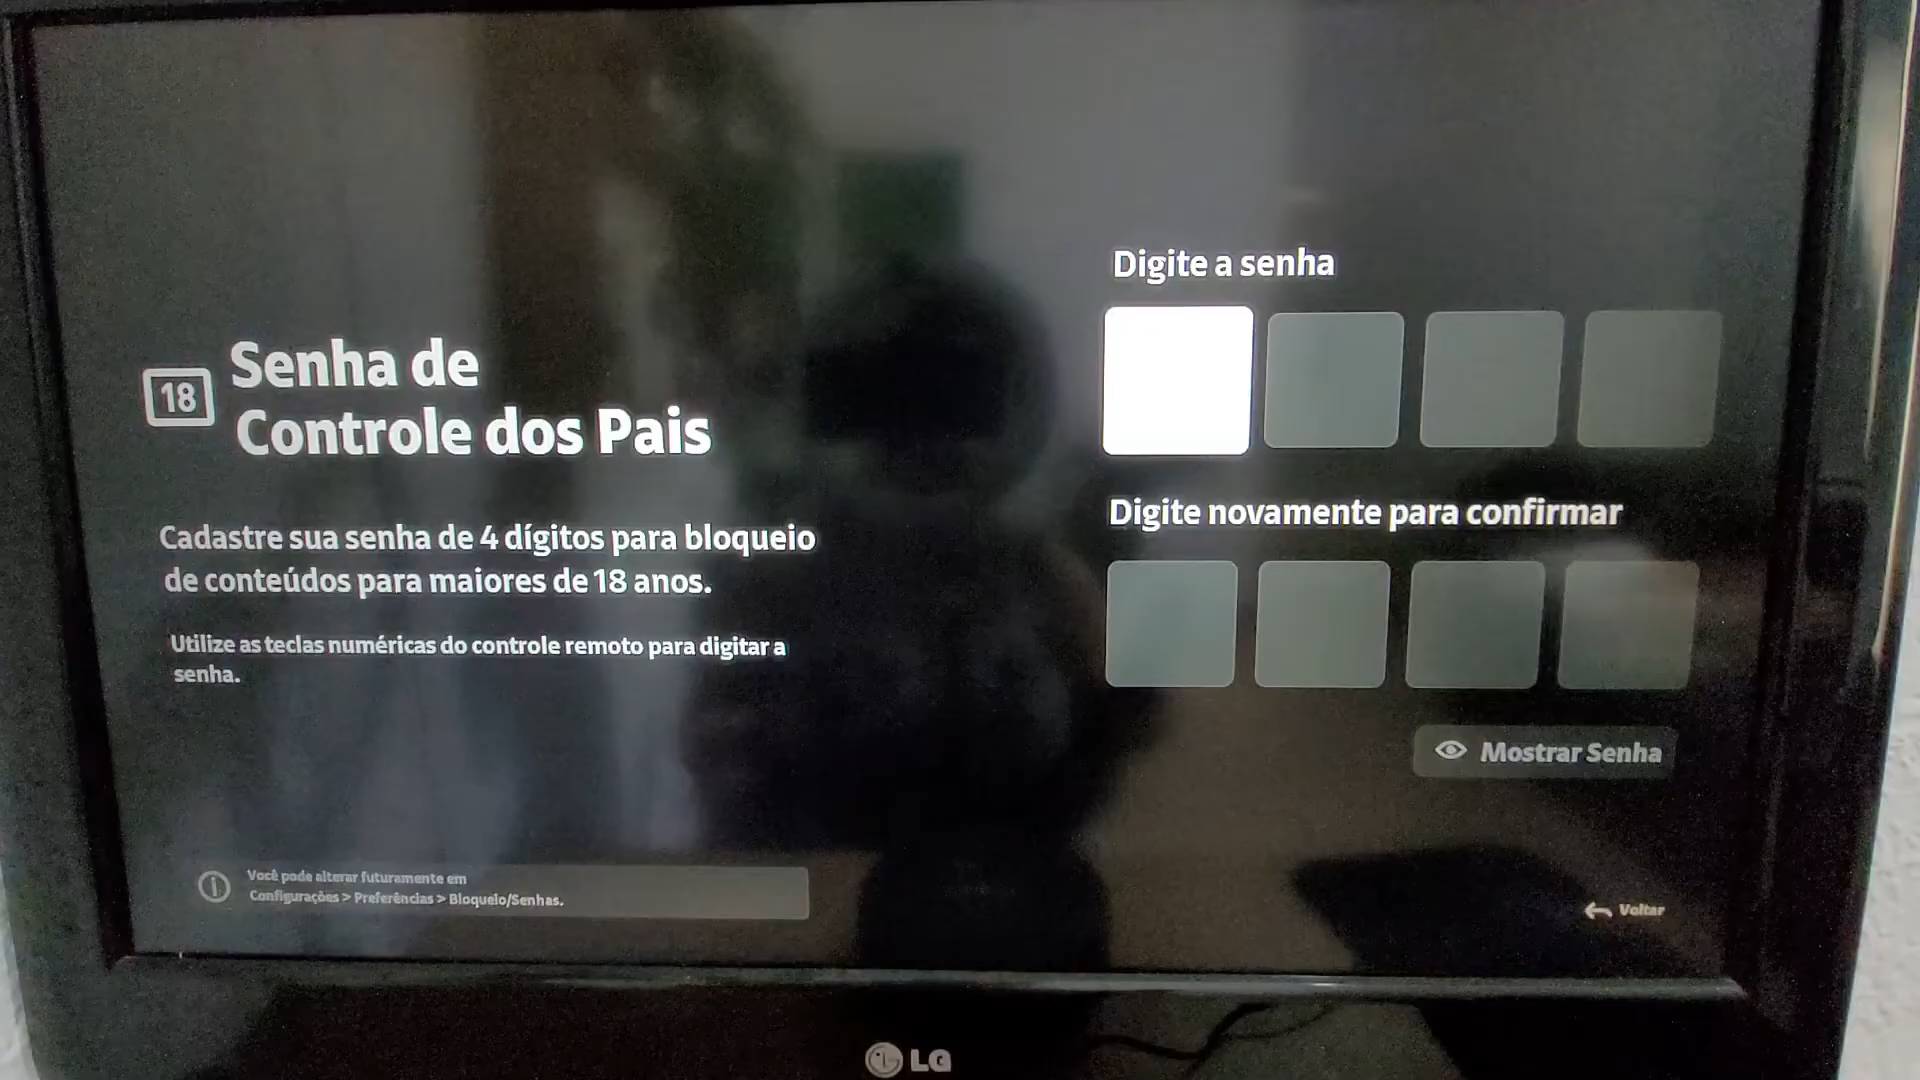 18
Senha de
Controle dos Pais
Cadastre sua senha de 4 dígitos para bloqueio
de conteúdos para maiores de 18 anos.
Utilize as teclas numéricas do controle remoto para digitar a
senha.
Você pode alterar futuramente em
Configurações > Preferências > Bloqueio/Senhas.
Digite a senha
Digite novamente para confirmar
Mostrar Senha
Voltar
LG